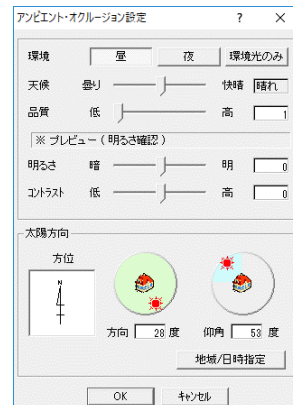 アンビエント・オクルージョン設定 ? ×
環境 昼 夜 環境光のみ
天候 曇り 快晴 晴れ
品質 低 高 1
※ プレビュー(明るさ確認)
明るさ 暗 明 0
コントラスト 低 高 0
太陽方向
方位
N
方向 28 度 仰角 53 度
地域/日時指定
OK キャンセル